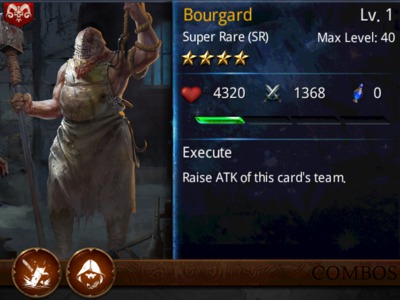 Bourgard
Lv. 1
Super Rare (SR)
Max Level: 40
4320
1368
0
Execute
Raise ATK of this card's team.
COMBOS